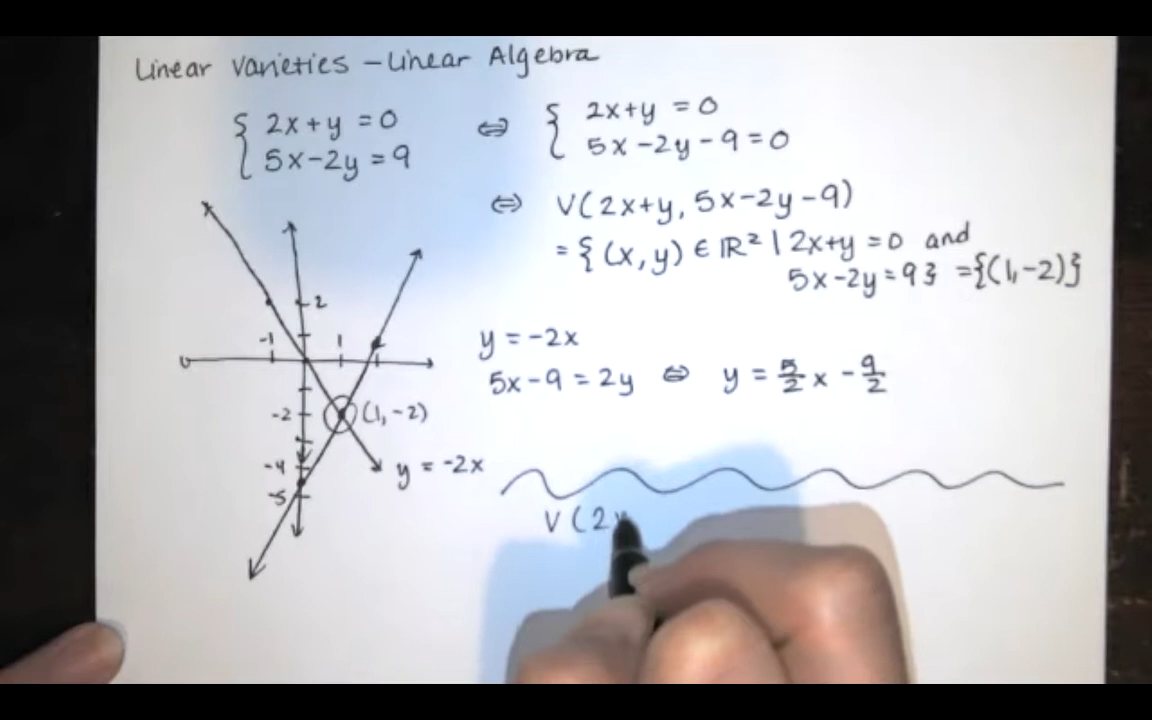 Linear Varieties – Linear Algebra
{ 2x+y = 0 ⇔ { 2x+y = 0
5x-2y = 9 5x-2y-9=0
⇔ V(2x+y, 5x-2y-9)
= { (x,y) ∈ ℝ² | 2x+y = 0 and
5x-2y=9} = {(1,-2)}
2
-1 1
y = -2x
5x-9 = 2y ⇔ y = 5/2 x - 9/2
-2 (1,-2)
-4 y = -2x
-5
V(2x